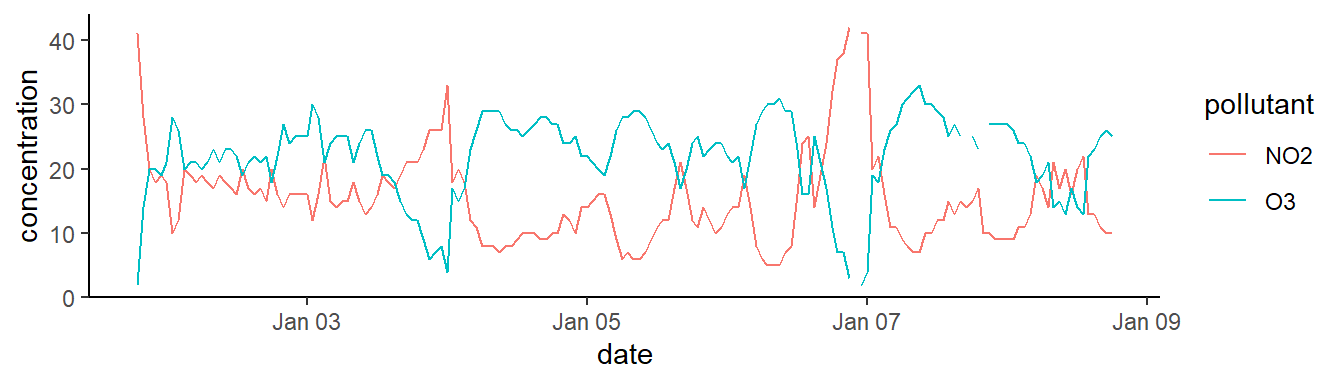 concentration
40
30
20
10
0
Jan 03
Jan 05
Jan 07
Jan 09
date
pollutant
NO2
O3